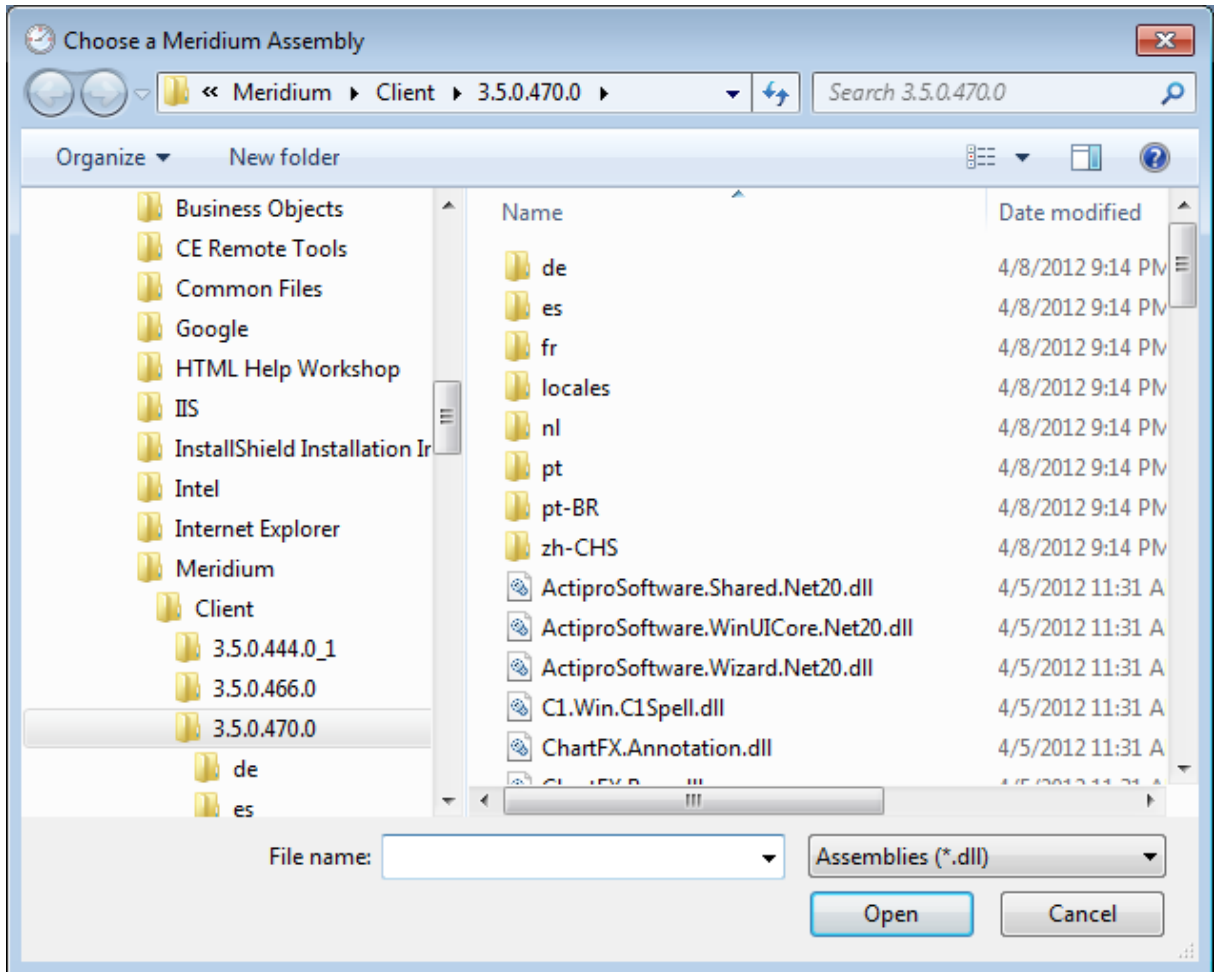 Choose a Meridium Assembly
« Meridium Client 3.5.0.470.0 Search 3.5.0.470.0
Organize New folder
Business Objects
CE Remote Tools
Common Files
Google
HTML Help Workshop
IIS
InstallShield Installation Ir
Intel
Internet Explorer
Meridium
Client
3.5.0.444.0_1
3.5.0.466.0
3.5.0.470.0
de
es
Name Date modified
de 4/8/2012 9:14 PM
es 4/8/2012 9:14 PM
fr 4/8/2012 9:14 PM
locales 4/8/2012 9:14 PM
nl 4/8/2012 9:14 PM
pt 4/8/2012 9:14 PM
pt-BR 4/8/2012 9:14 PM
zh-CHS 4/8/2012 9:14 PM
ActiproSoftware.Shared.Net20.dll 4/5/2012 11:31 A
ActiproSoftware.WinUICore.Net20.dll 4/5/2012 11:31 A
ActiproSoftware.Wizard.Net20.dll 4/5/2012 11:31 A
C1.Win.C1Spell.dll 4/5/2012 11:31 A
ChartFX.Annotation.dll 4/5/2012 11:31 A
File name: Assemblies (*.dll)
Open Cancel